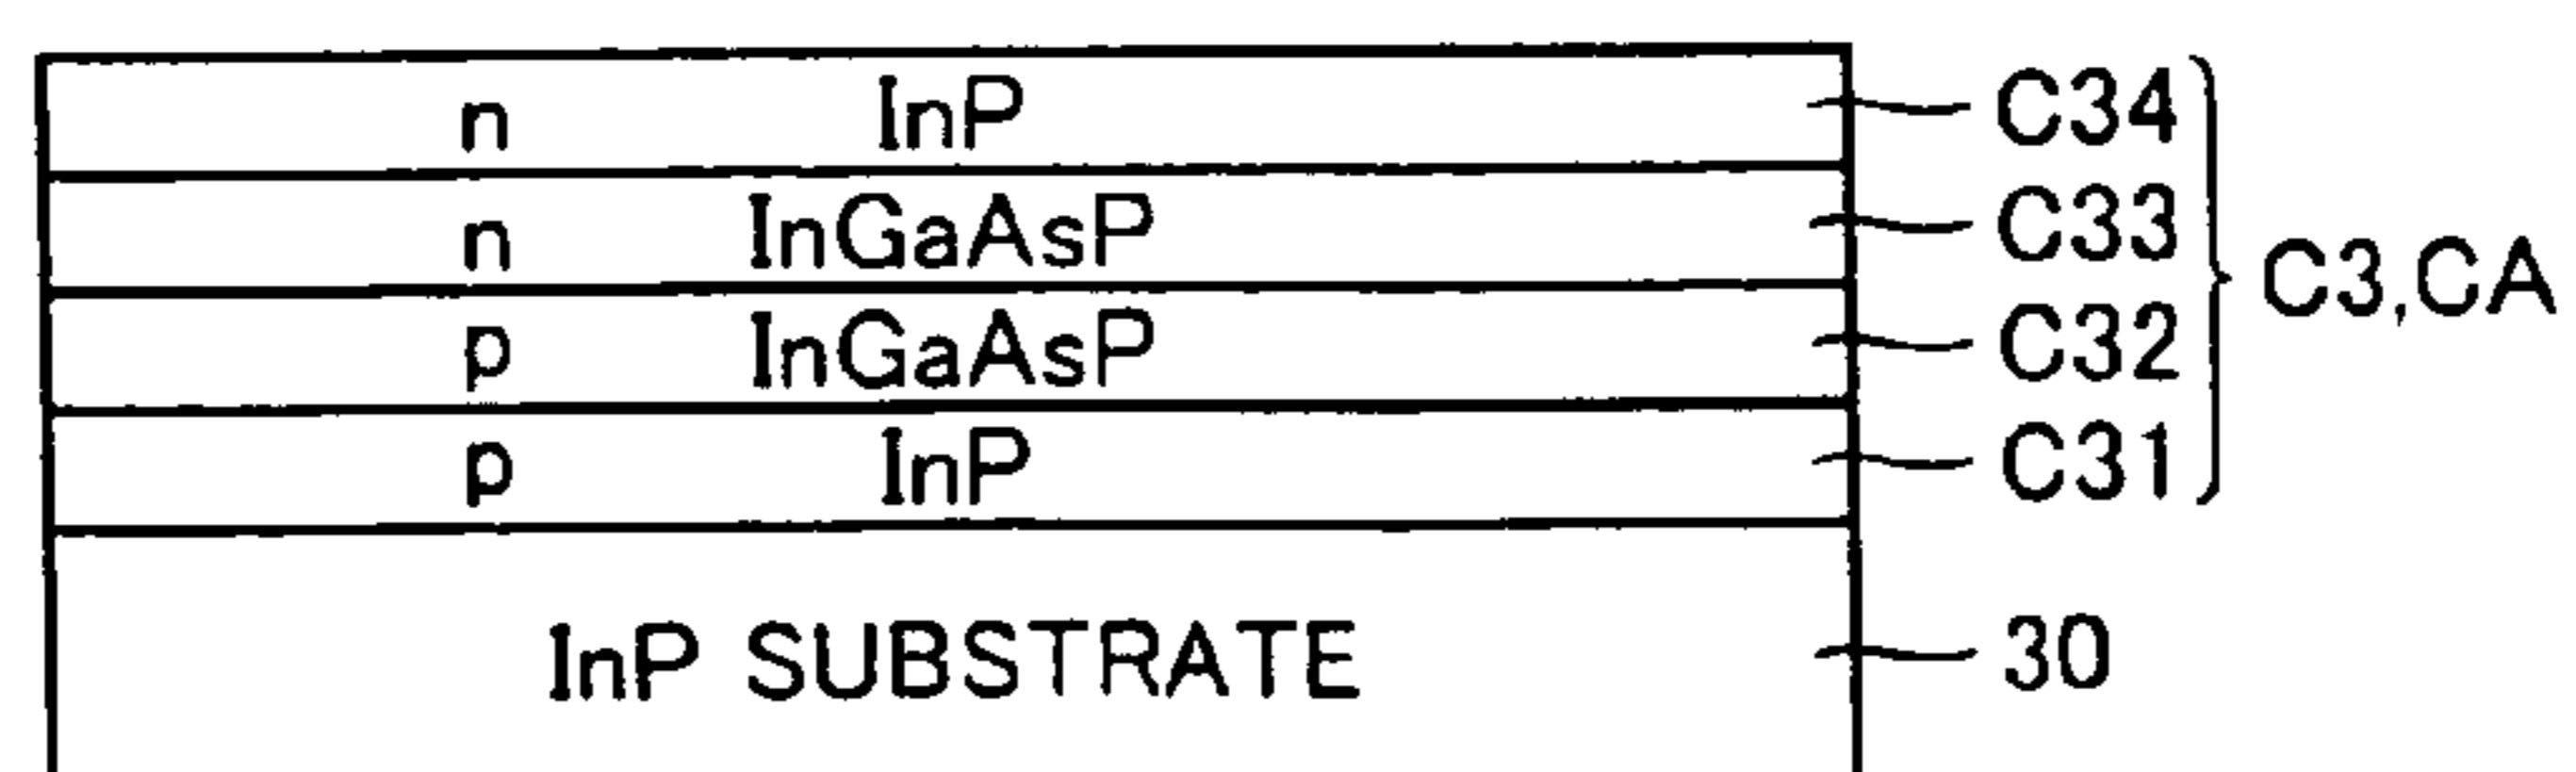 n InP C34
n InGaAsP C33
C3,CA
p InGaAsP C32
p InP C31
InP SUBSTRATE 30